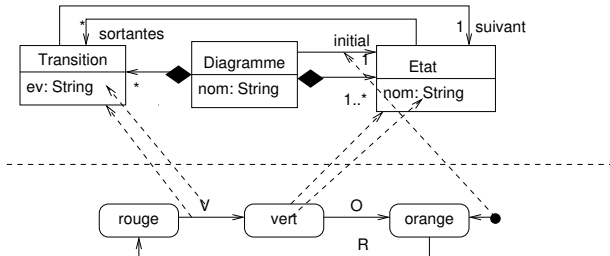 *
sortantes
initial
1
suivant
Transition
Diagramme
Etat
1
ev: String
*
nom: String
1..*
nom: String
rouge
V
vert
O
orange
R